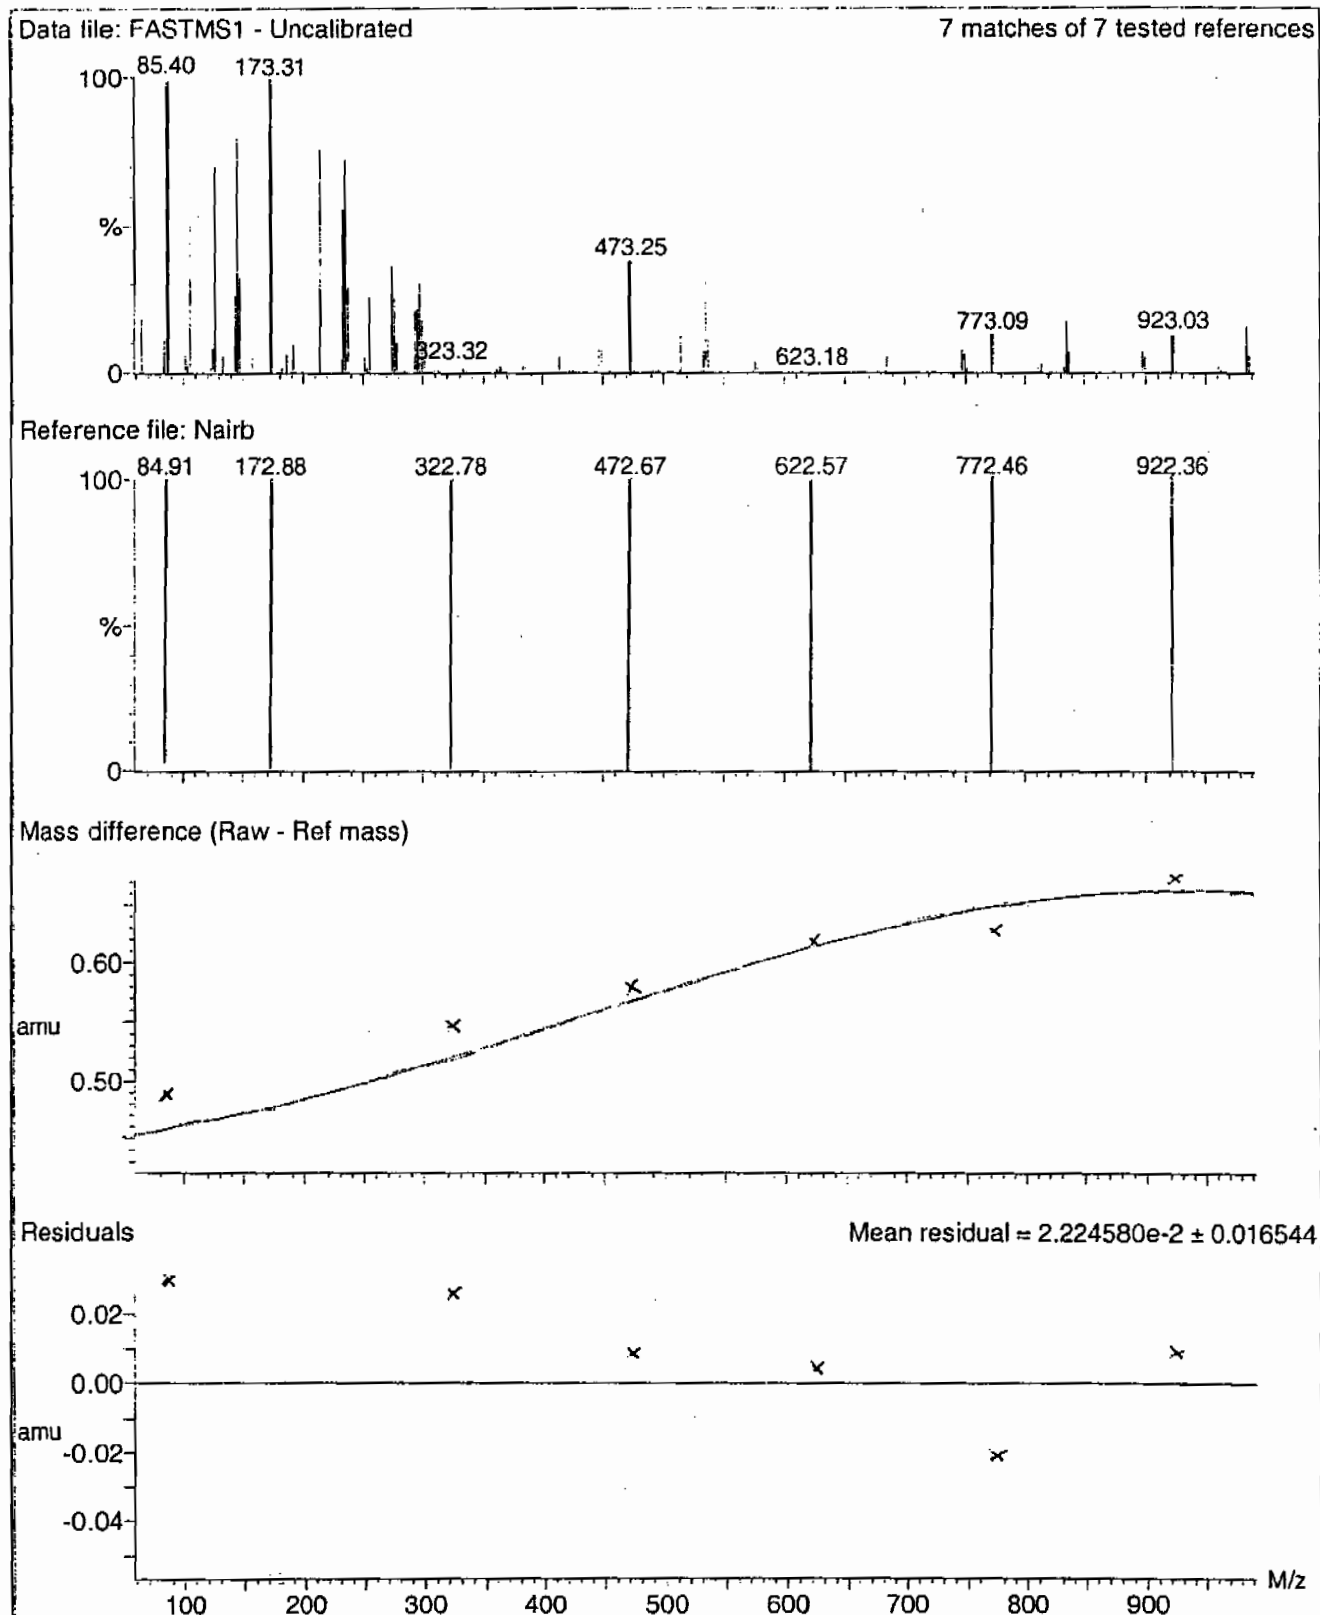 Data file: FASTMS1 - Uncalibrated 7 matches of 7 tested references
85.40 173.31
100
%
473.25
323.32 623.18 773.09 923.03
0
Reference file: Nairb
84.91 172.88 322.78 472.67 622.57 772.46 922.36
100
%
0
Mass difference (Raw - Ref mass)
0.60
amu
0.50
Residuals Mean residual = 2.224580e-2 ± 0.016544
0.02
0.00
amu
-0.02
-0.04
M/z
100 200 300 400 500 600 700 800 900